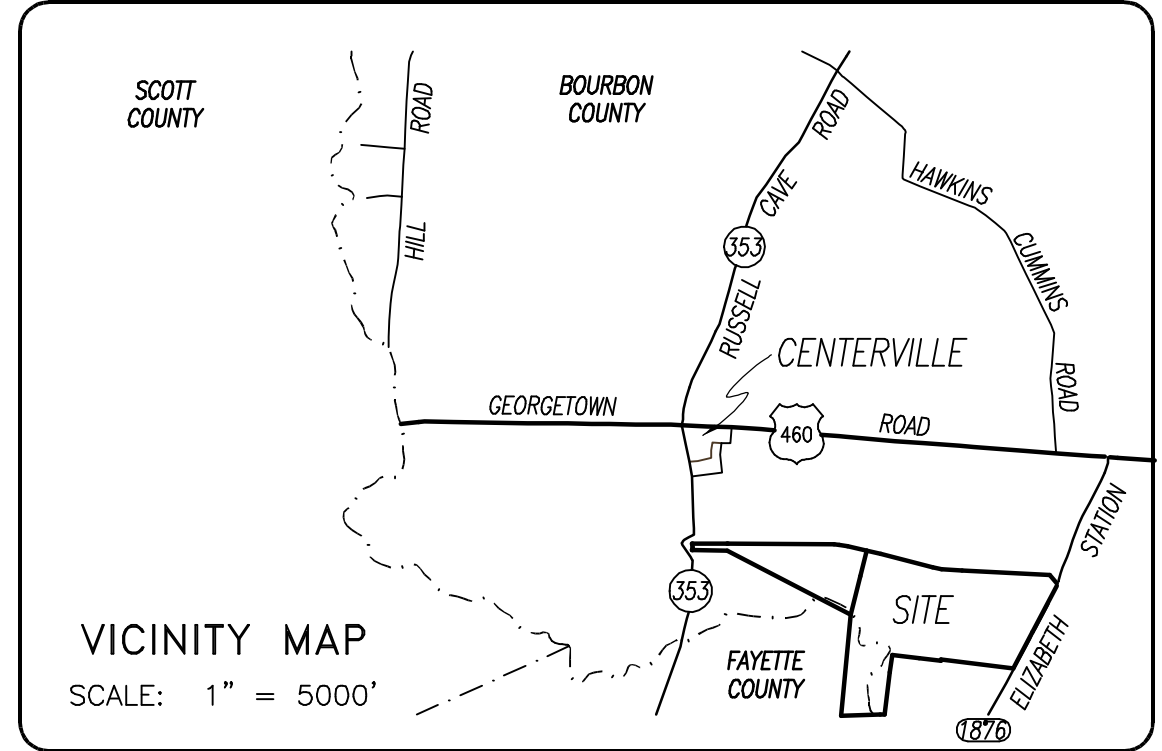 SCOTT
COUNTY
HILL ROAD
BOURBON
COUNTY
RUSSELL CAVE ROAD
353
HAWKINS
CUMMINS
ROAD
CENTERVILLE
GEORGETOWN
460
ROAD
353
SITE
ELIZABETH STATION
1876
FAYETTE
COUNTY
VICINITY MAP
SCALE: 1" = 5000'